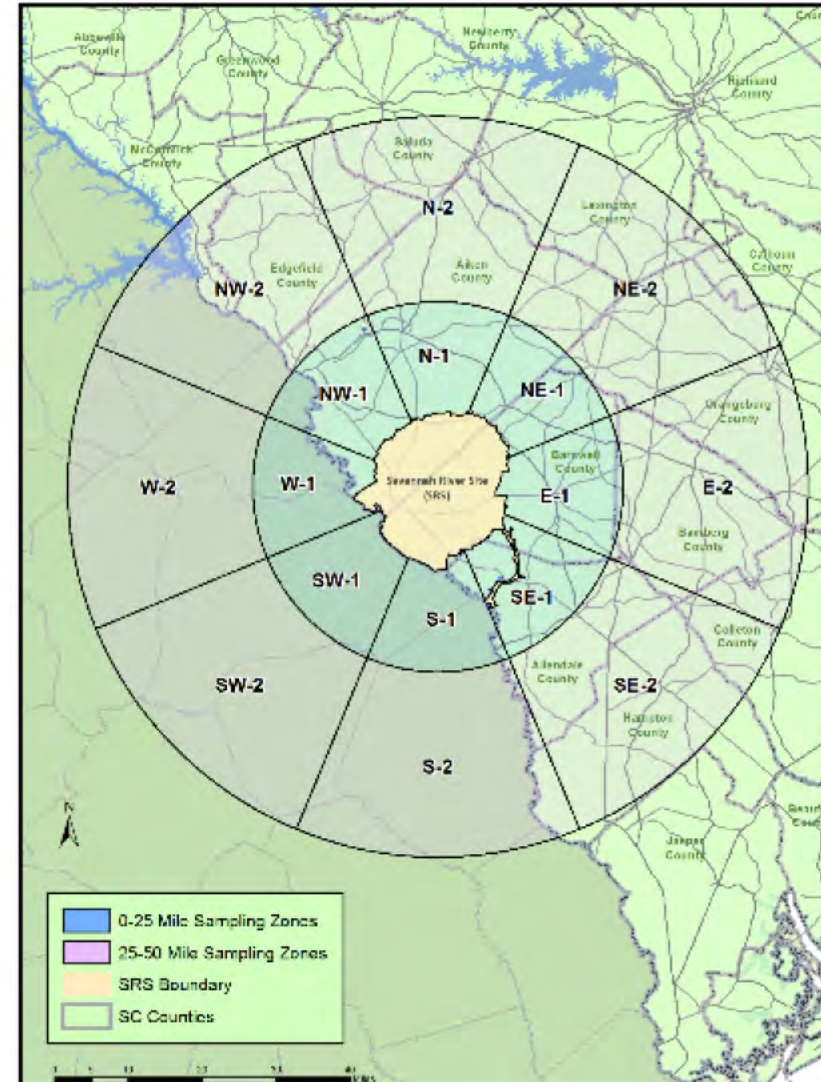 Abbeville
County
Greenwood
County
Newberry
County
Richland
County
McCormick
County
Saluda
County
N-2
Lexington
County
Calhoun
County
Edgefield
County
Aiken
County
NW-2
NE-2
N-1
NW-1
NE-1
Orangeburg
County
Barnwell
County
Savannah River Site
(SRS)
W-2
W-1
E-1
E-2
Bamberg
County
SW-1
S-1
SE-1
Colleton
County
Allendale
County
SW-2
SE-2
Hampton
County
S-2
N
Jasper
County
0-25 Mile Sampling Zones
25-50 Mile Sampling Zones
SRS Boundary
SC Counties